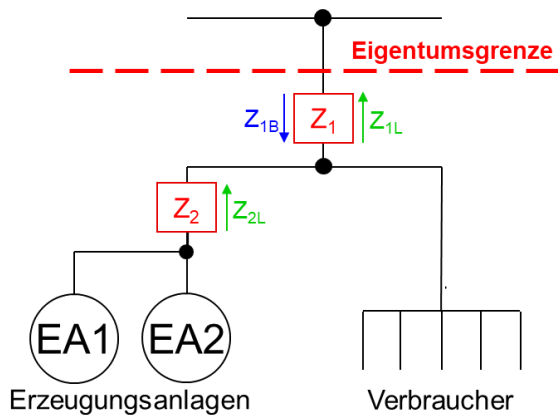 Eigentumsgrenze
Z1B Z1 Z1L
Z2 Z2L
EA1 EA2
Erzeugungsanlagen Verbraucher